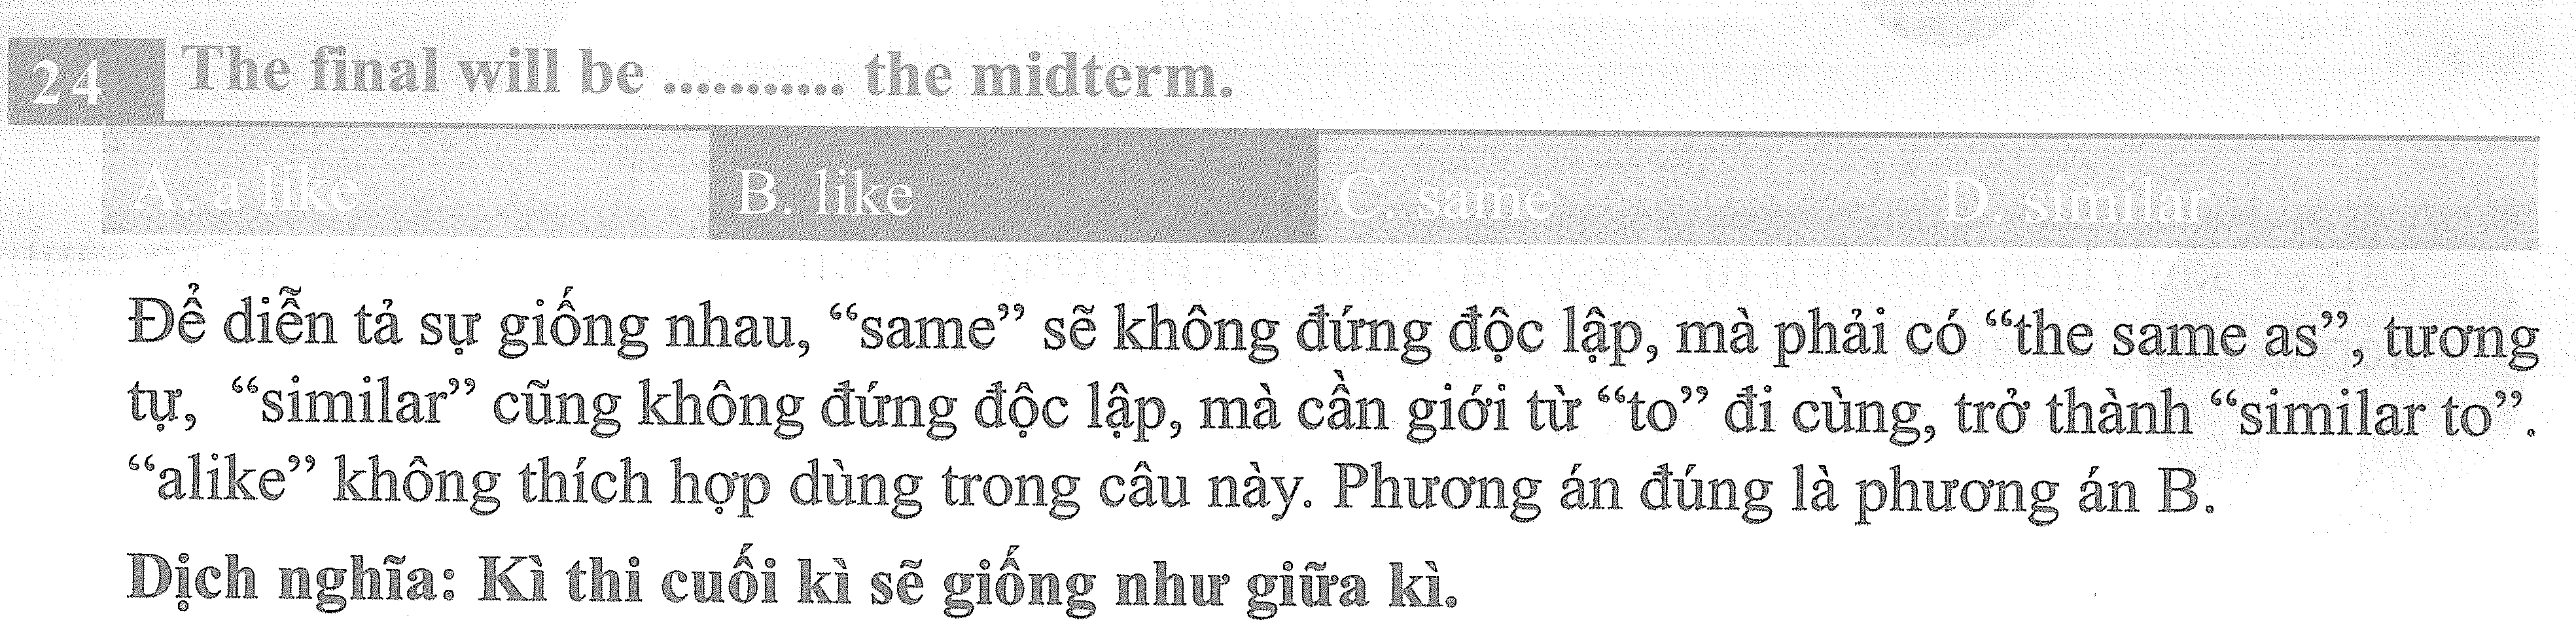 24 The final will be ........... the midterm.
A. a like B. like C. same D. similar
Để diễn tả sự giống nhau, “same” sẽ không đứng độc lập, mà phải có “the same as”, tương
tự, “similar” cũng không đứng độc lập, mà cần giới từ “to” đi cùng, trở thành “similar to”.
“alike” không thích hợp dùng trong câu này. Phương án đúng là phương án B.
Dịch nghĩa: Kì thi cuối kì sẽ giống như giữa kì.